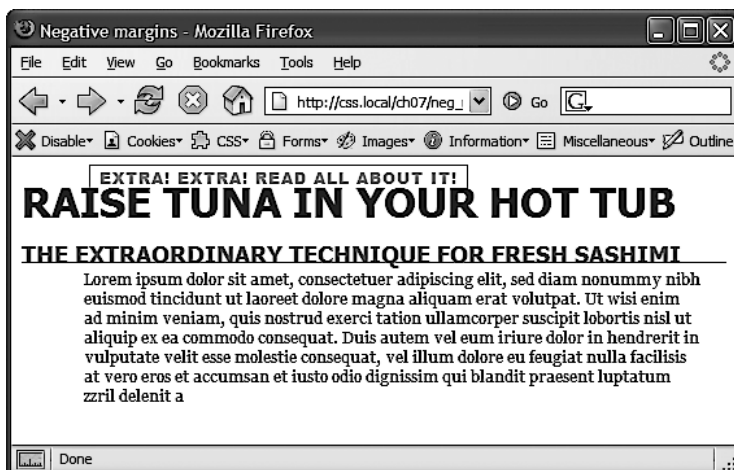 Negative margins - Mozilla Firefox
File Edit View Go Bookmarks Tools Help
http://css.local/ch07/neg_ Go G
Disable Cookies CSS Forms Images Information Miscellaneous Outline
EXTRA! EXTRA! READ ALL ABOUT IT!
RAISE TUNA IN YOUR HOT TUB
THE EXTRAORDINARY TECHNIQUE FOR FRESH SASHIMI
Lorem ipsum dolor sit amet, consectetuer adipiscing elit, sed diam nonummy nibh
euismod tincidunt ut laoreet dolore magna aliquam erat volutpat. Ut wisi enim
ad minim veniam, quis nostrud exerci tation ullamcorper suscipit lobortis nisl ut
aliquip ex ea commodo consequat. Duis autem vel eum iriure dolor in hendrerit in
vulputate velit esse molestie consequat, vel illum dolore eu feugiat nulla facilisis
at vero eros et accumsan et iusto odio dignissim qui blandit praesent luptatum
zzril delenit a
Done